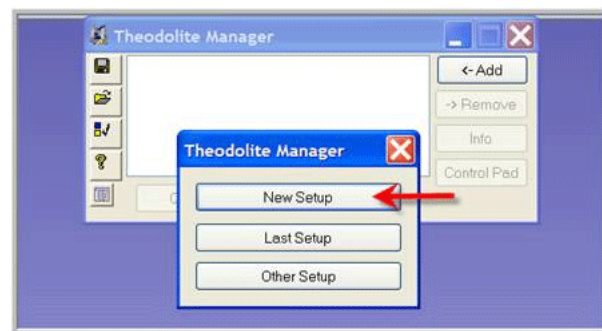 Theodolite Manager
<- Add
-> Remove
Info
Control Pad
Theodolite Manager
New Setup
Last Setup
Other Setup